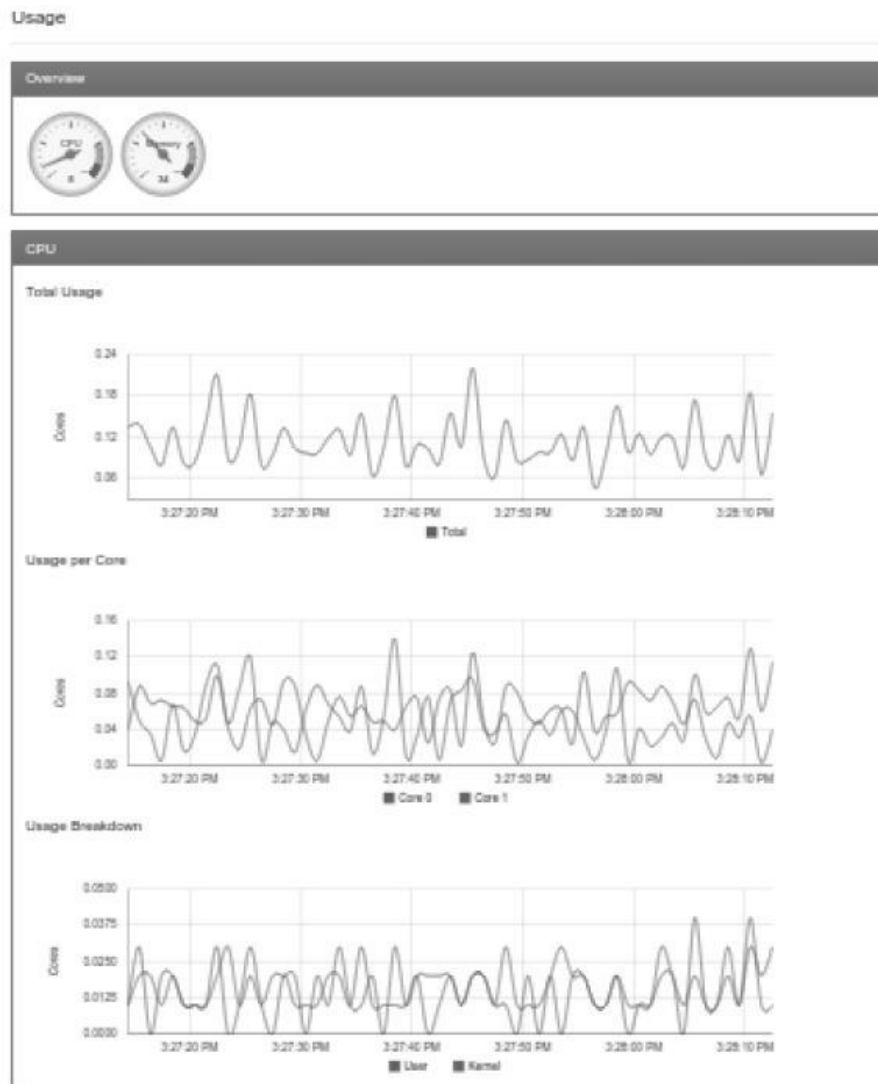 Usage
Overview
CPU Memory
34
CPU
Total Usage
0.24
0.18
Cores
0.12
0.06
3:27:20 PM 3:27:30 PM 3:27:40 PM 3:27:50 PM 3:28:00 PM 3:28:10 PM
Total
Usage per Core
0.16
0.12
Cores
0.08
0.04
0.00
3:27:20 PM 3:27:30 PM 3:27:40 PM 3:27:50 PM 3:28:00 PM 3:28:10 PM
Core 0 Core 1
Usage Breakdown
0.0500
0.0375
Cores
0.0250
0.0125
0.0000
3:27:20 PM 3:27:30 PM 3:27:40 PM 3:27:50 PM 3:28:00 PM 3:28:10 PM
User Kernel